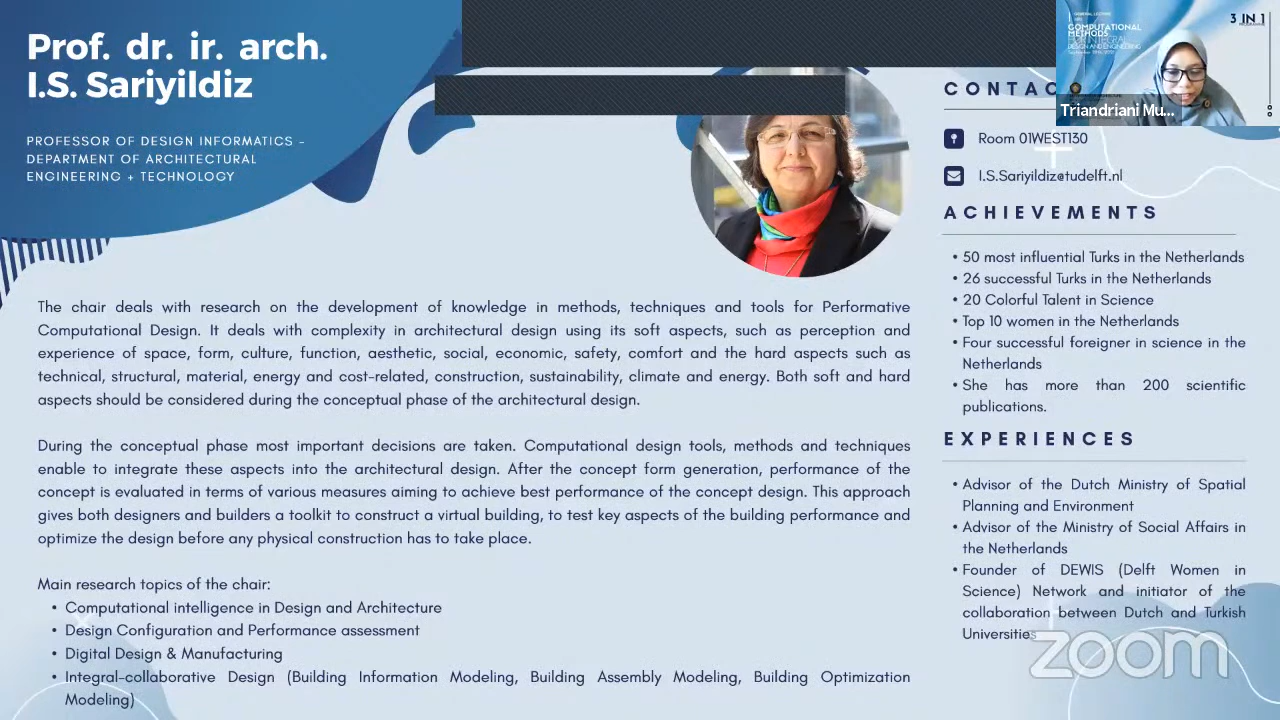 Prof. dr. ir. arch.
I.S. Sariyildiz
PROFESSOR OF DESIGN INFORMATICS -
DEPARTMENT OF ARCHITECTURAL
ENGINEERING + TECHNOLOGY
The chair deals with research on the development of knowledge in methods, techniques and tools for Performative
Computational Design. It deals with complexity in architectural design using its soft aspects, such as perception and
experience of space, form, culture, function, aesthetic, social, economic, safety, comfort and the hard aspects such as
technical, structural, material, energy and cost-related, construction, sustainability, climate and energy. Both soft and hard
aspects should be considered during the conceptual phase of the architectural design.
During the conceptual phase most important decisions are taken. Computational design tools, methods and techniques
enable to integrate these aspects into the architectural design. After the concept form generation, performance of the
concept is evaluated in terms of various measures aiming to achieve best performance of the concept design. This approach
gives both designers and builders a toolkit to construct a virtual building, to test key aspects of the building performance and
optimize the design before any physical construction has to take place.
Main research topics of the chair:
• Computational intelligence in Design and Architecture
• Design Configuration and Performance assessment
• Digital Design & Manufacturing
• Integral-collaborative Design (Building Information Modeling, Building Assembly Modeling, Building Optimization
Modeling)
3 IN 1
COMPUTATIONAL
METHODS
FOR INTEGRAL
DESIGN AND ENGINEERING
Triandriani Mu...
CONTAC
Room 01WEST130
I.S.Sariyildiz@tudelft.nl
ACHIEVEMENTS
• 50 most influential Turks in the Netherlands
• 26 successful Turks in the Netherlands
• 20 Colorful Talent in Science
• Top 10 women in the Netherlands
• Four successful foreigner in science in the
Netherlands
• She has more than 200 scientific
publications.
EXPERIENCES
• Advisor of the Dutch Ministry of Spatial
Planning and Environment
• Advisor of the Ministry of Social Affairs in
the Netherlands
• Founder of DEWIS (Delft Women in
Science) Network and initiator of the
collaboration between Dutch and Turkish
Universities
zoom